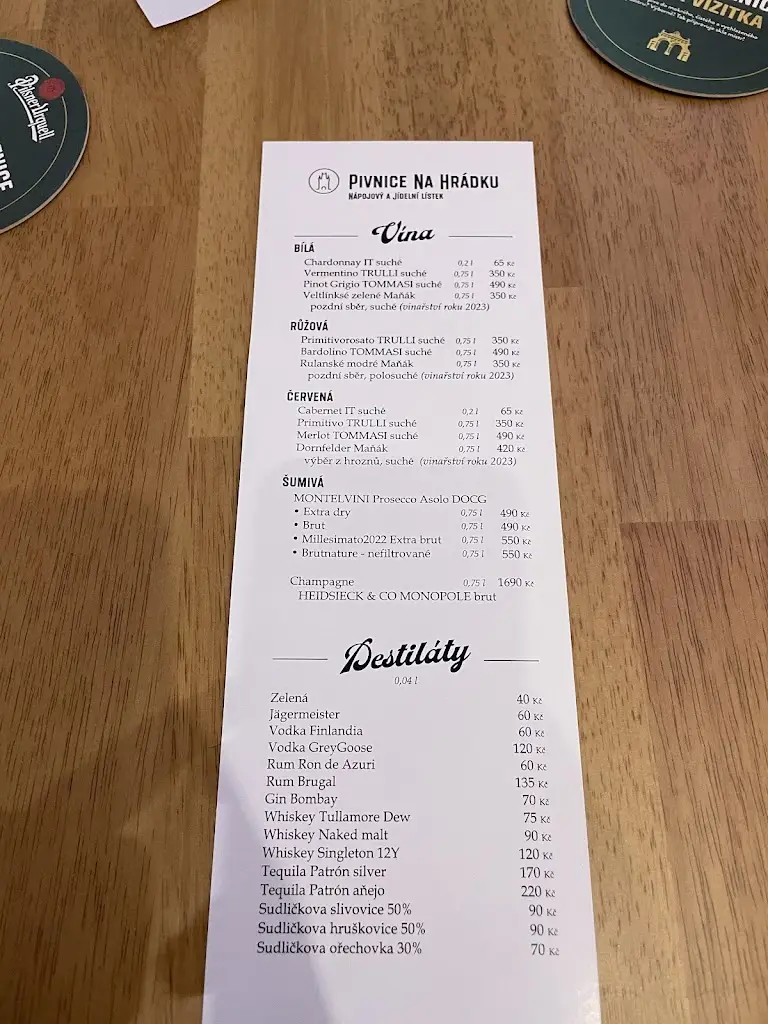 VIZITKA
Pilsner Urquell
PIVNICE NA HRÁDKU
NÁPOJOVÝ A JÍDELNÍ LÍSTEK
Vína
BÍLÁ
Chardonnay IT suché 0,2 l 65 Kč
Vermentino TRULLI suché 0,75 l 350 Kč
Pinot Grigio TOMMASI suché 0,75 l 490 Kč
Veltlínksé zelené Maňák 0,75 l 350 Kč
pozdní sběr, suché (vinařství roku 2023)
RŮŽOVÁ
Primitivorosato TRULLI suché 0,75 l 350 Kč
Bardolino TOMMASI suché 0,75 l 490 Kč
Rulanské modré Maňák 0,75 l 350 Kč
pozdní sběr, polosuché (vinařství roku 2023)
ČERVENÁ
Cabernet IT suché 0,2 l 65 Kč
Primitivo TRULLI suché 0,75 l 350 Kč
Merlot TOMMASI suché 0,75 l 490 Kč
Dornfelder Maňák 0,75 l 420 Kč
výběr z hroznů, suché (vinařství roku 2023)
ŠUMIVÁ
MONTELVINI Prosecco Asolo DOCG
• Extra dry 0,75 l 490 Kč
• Brut 0,75 l 490 Kč
• Millesimato2022 Extra brut 0,75 l 550 Kč
• Brutnature - nefiltrované 0,75 l 550 Kč
Champagne 0,75 l 1690 Kč
HEIDSIECK & CO MONOPOLE brut
Destiláty
0,04 l
Zelená 40 Kč
Jägermeister 60 Kč
Vodka Finlandia 60 Kč
Vodka GreyGoose 120 Kč
Rum Ron de Azuri 60 Kč
Rum Brugal 135 Kč
Gin Bombay 70 Kč
Whiskey Tullamore Dew 75 Kč
Whiskey Naked malt 90 Kč
Whiskey Singleton 12Y 120 Kč
Tequila Patrón silver 170 Kč
Tequila Patrón añejo 220 Kč
Sudličkova slivovice 50% 90 Kč
Sudličkova hruškovice 50% 90 Kč
Sudličkova ořechovka 30% 70 Kč